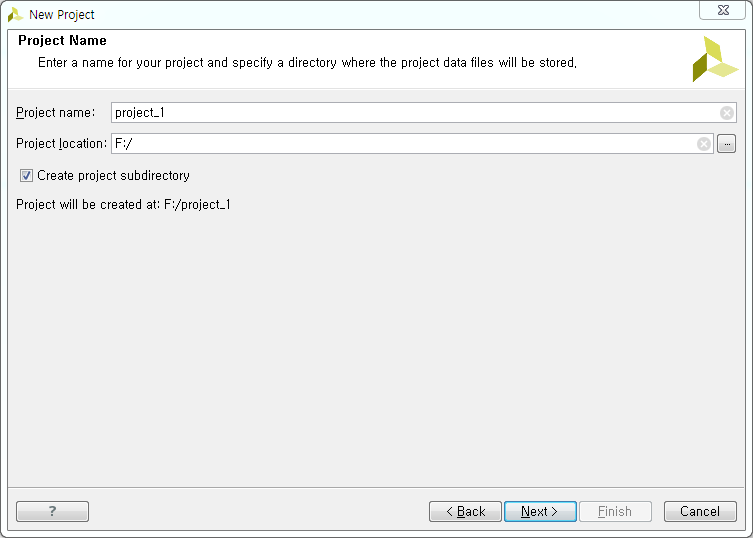 New Project
Project Name
Enter a name for your project and specify a directory where the project data files will be stored.
Project name: project_1
Project location: F:/ ...
Create project subdirectory
Project will be created at: F:/project_1
? < Back Next > Finish Cancel